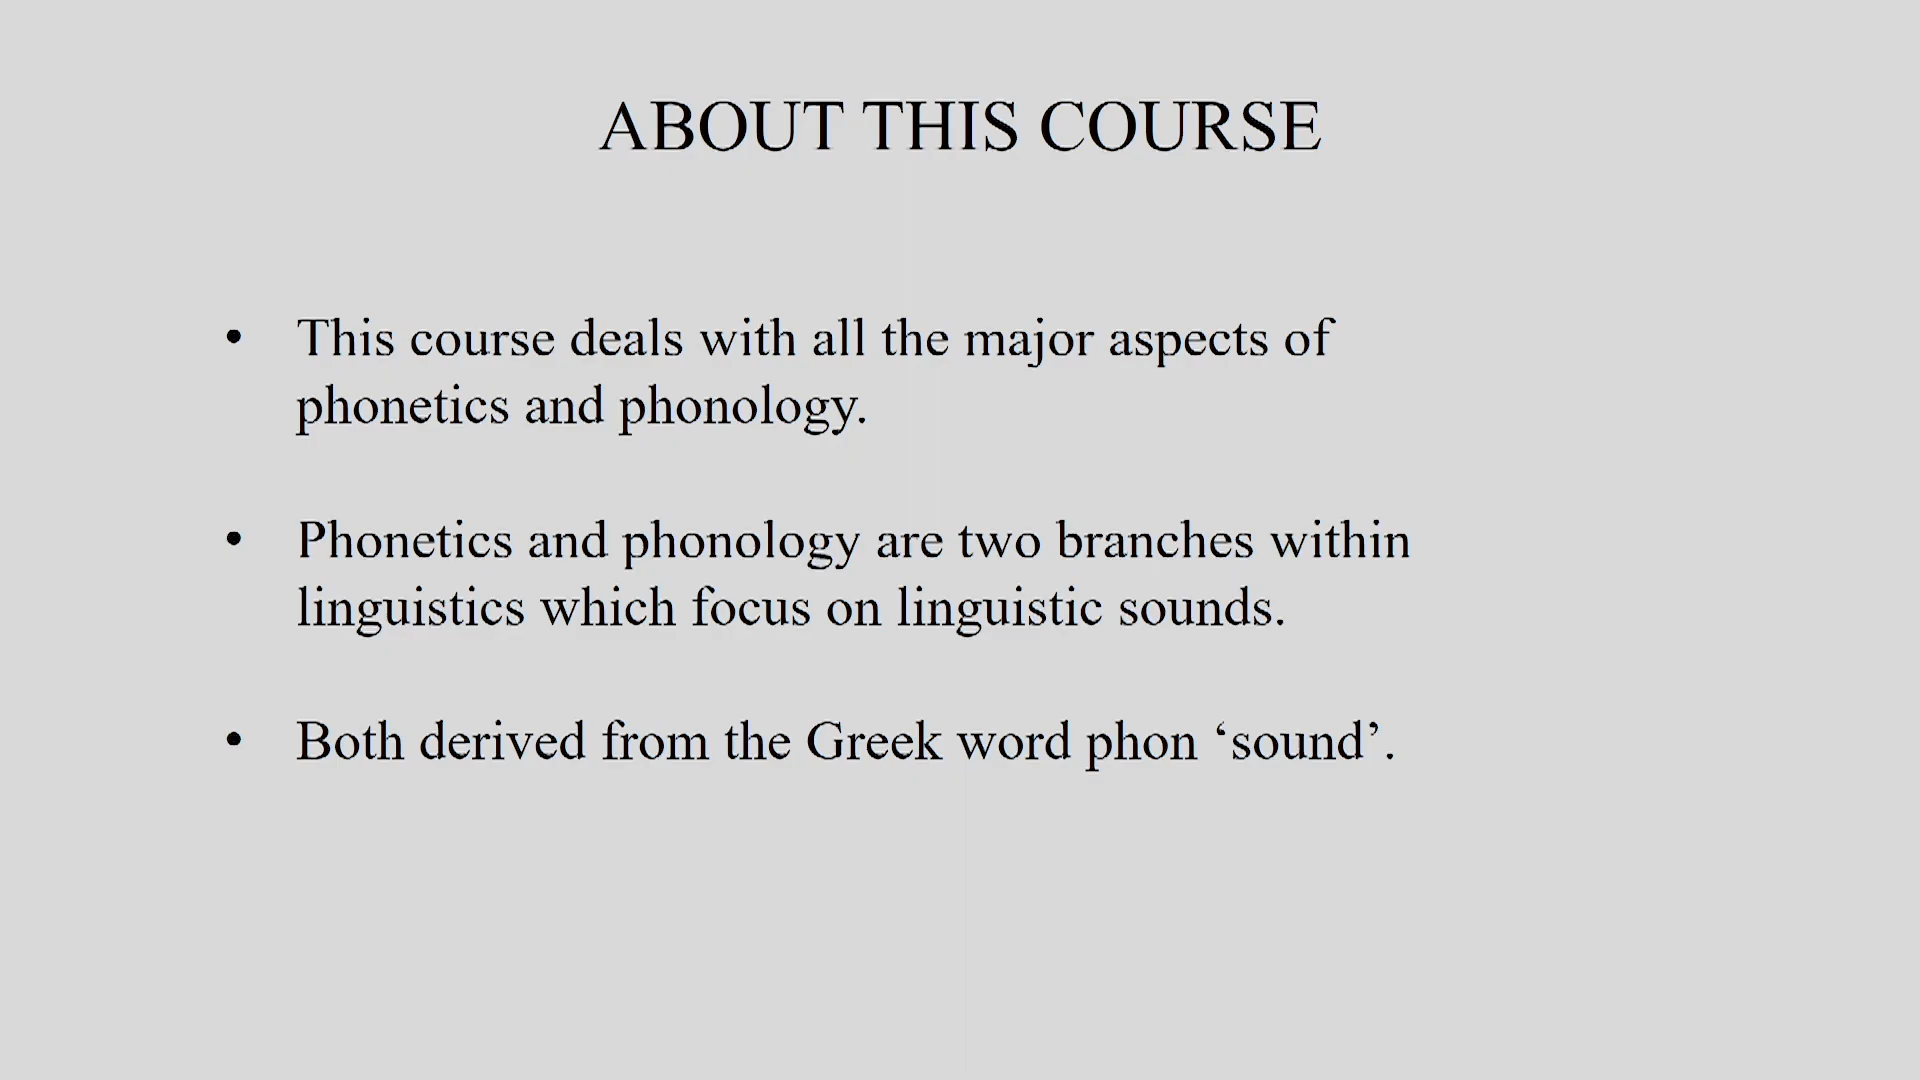 ABOUT THIS COURSE
• This course deals with all the major aspects of
phonetics and phonology.
• Phonetics and phonology are two branches within
linguistics which focus on linguistic sounds.
• Both derived from the Greek word phon ‘sound’.